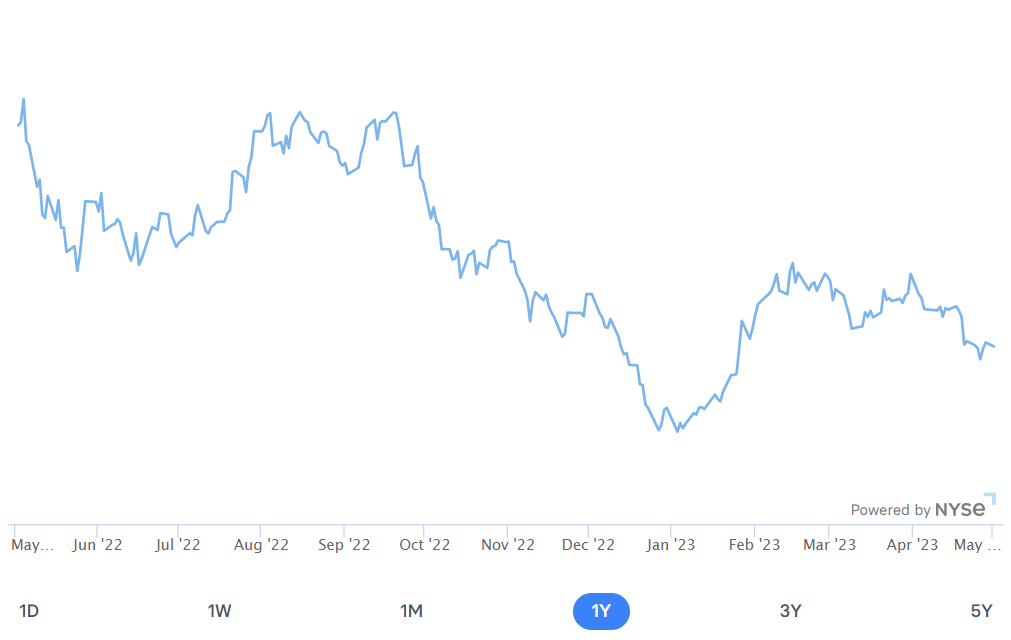 Powered by NYSE
May… Jun '22 Jul '22 Aug '22 Sep '22 Oct '22 Nov '22 Dec '22 Jan '23 Feb '23 Mar '23 Apr '23 May …
1D 1W 1M 1Y 3Y 5Y